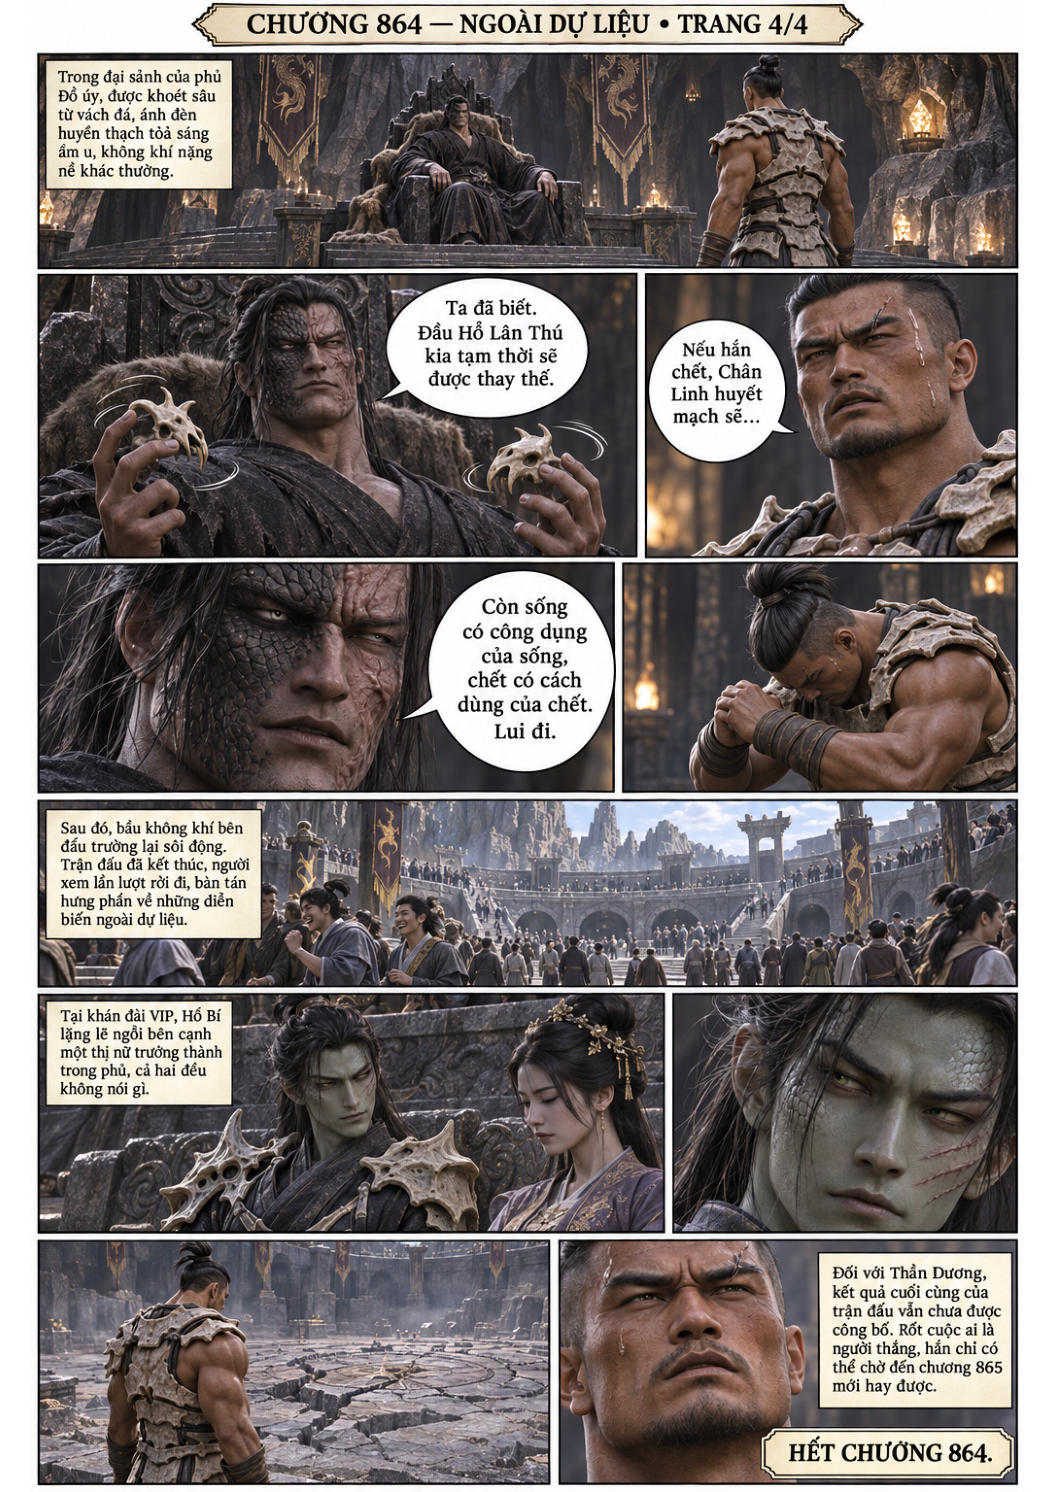 CHƯƠNG 864 — NGOÀI DỰ LIỆU • TRANG 4/4
Trong đại sảnh của phủ
Đồ úy, được khoét sâu
từ vách đá, ánh đèn
huyền thạch tỏa sáng
ảm u, không khí nặng
nề khác thường.
Ta đã biết.
Đầu Hổ Lân Thú
kia tạm thời sẽ
được thay thế.
Nếu hắn
chết, Chân
Linh huyết
mạch sẽ...
Còn sống
có công dụng
của sống,
chết có cách
dùng của chết.
Lui đi.
Sau đó, bầu không khí bên
đấu trường lại sôi động.
Trận đấu đã kết thúc, người
xem lần lượt rời đi, bàn tán
hưng phấn về những diễn
biến ngoài dự liệu.
Tại khán đài VIP, Hồ Bí
lặng lẽ ngồi bên cạnh
một thị nữ trưởng thành
trong phủ, cả hai đều
không nói gì.
Đối với Thần Dương,
kết quả cuối cùng của
trận đấu vẫn chưa được
công bố. Rốt cuộc ai là
người thắng, hắn chỉ có
thể chờ đến chương 865
mới hay được.
HẾT CHƯƠNG 864.